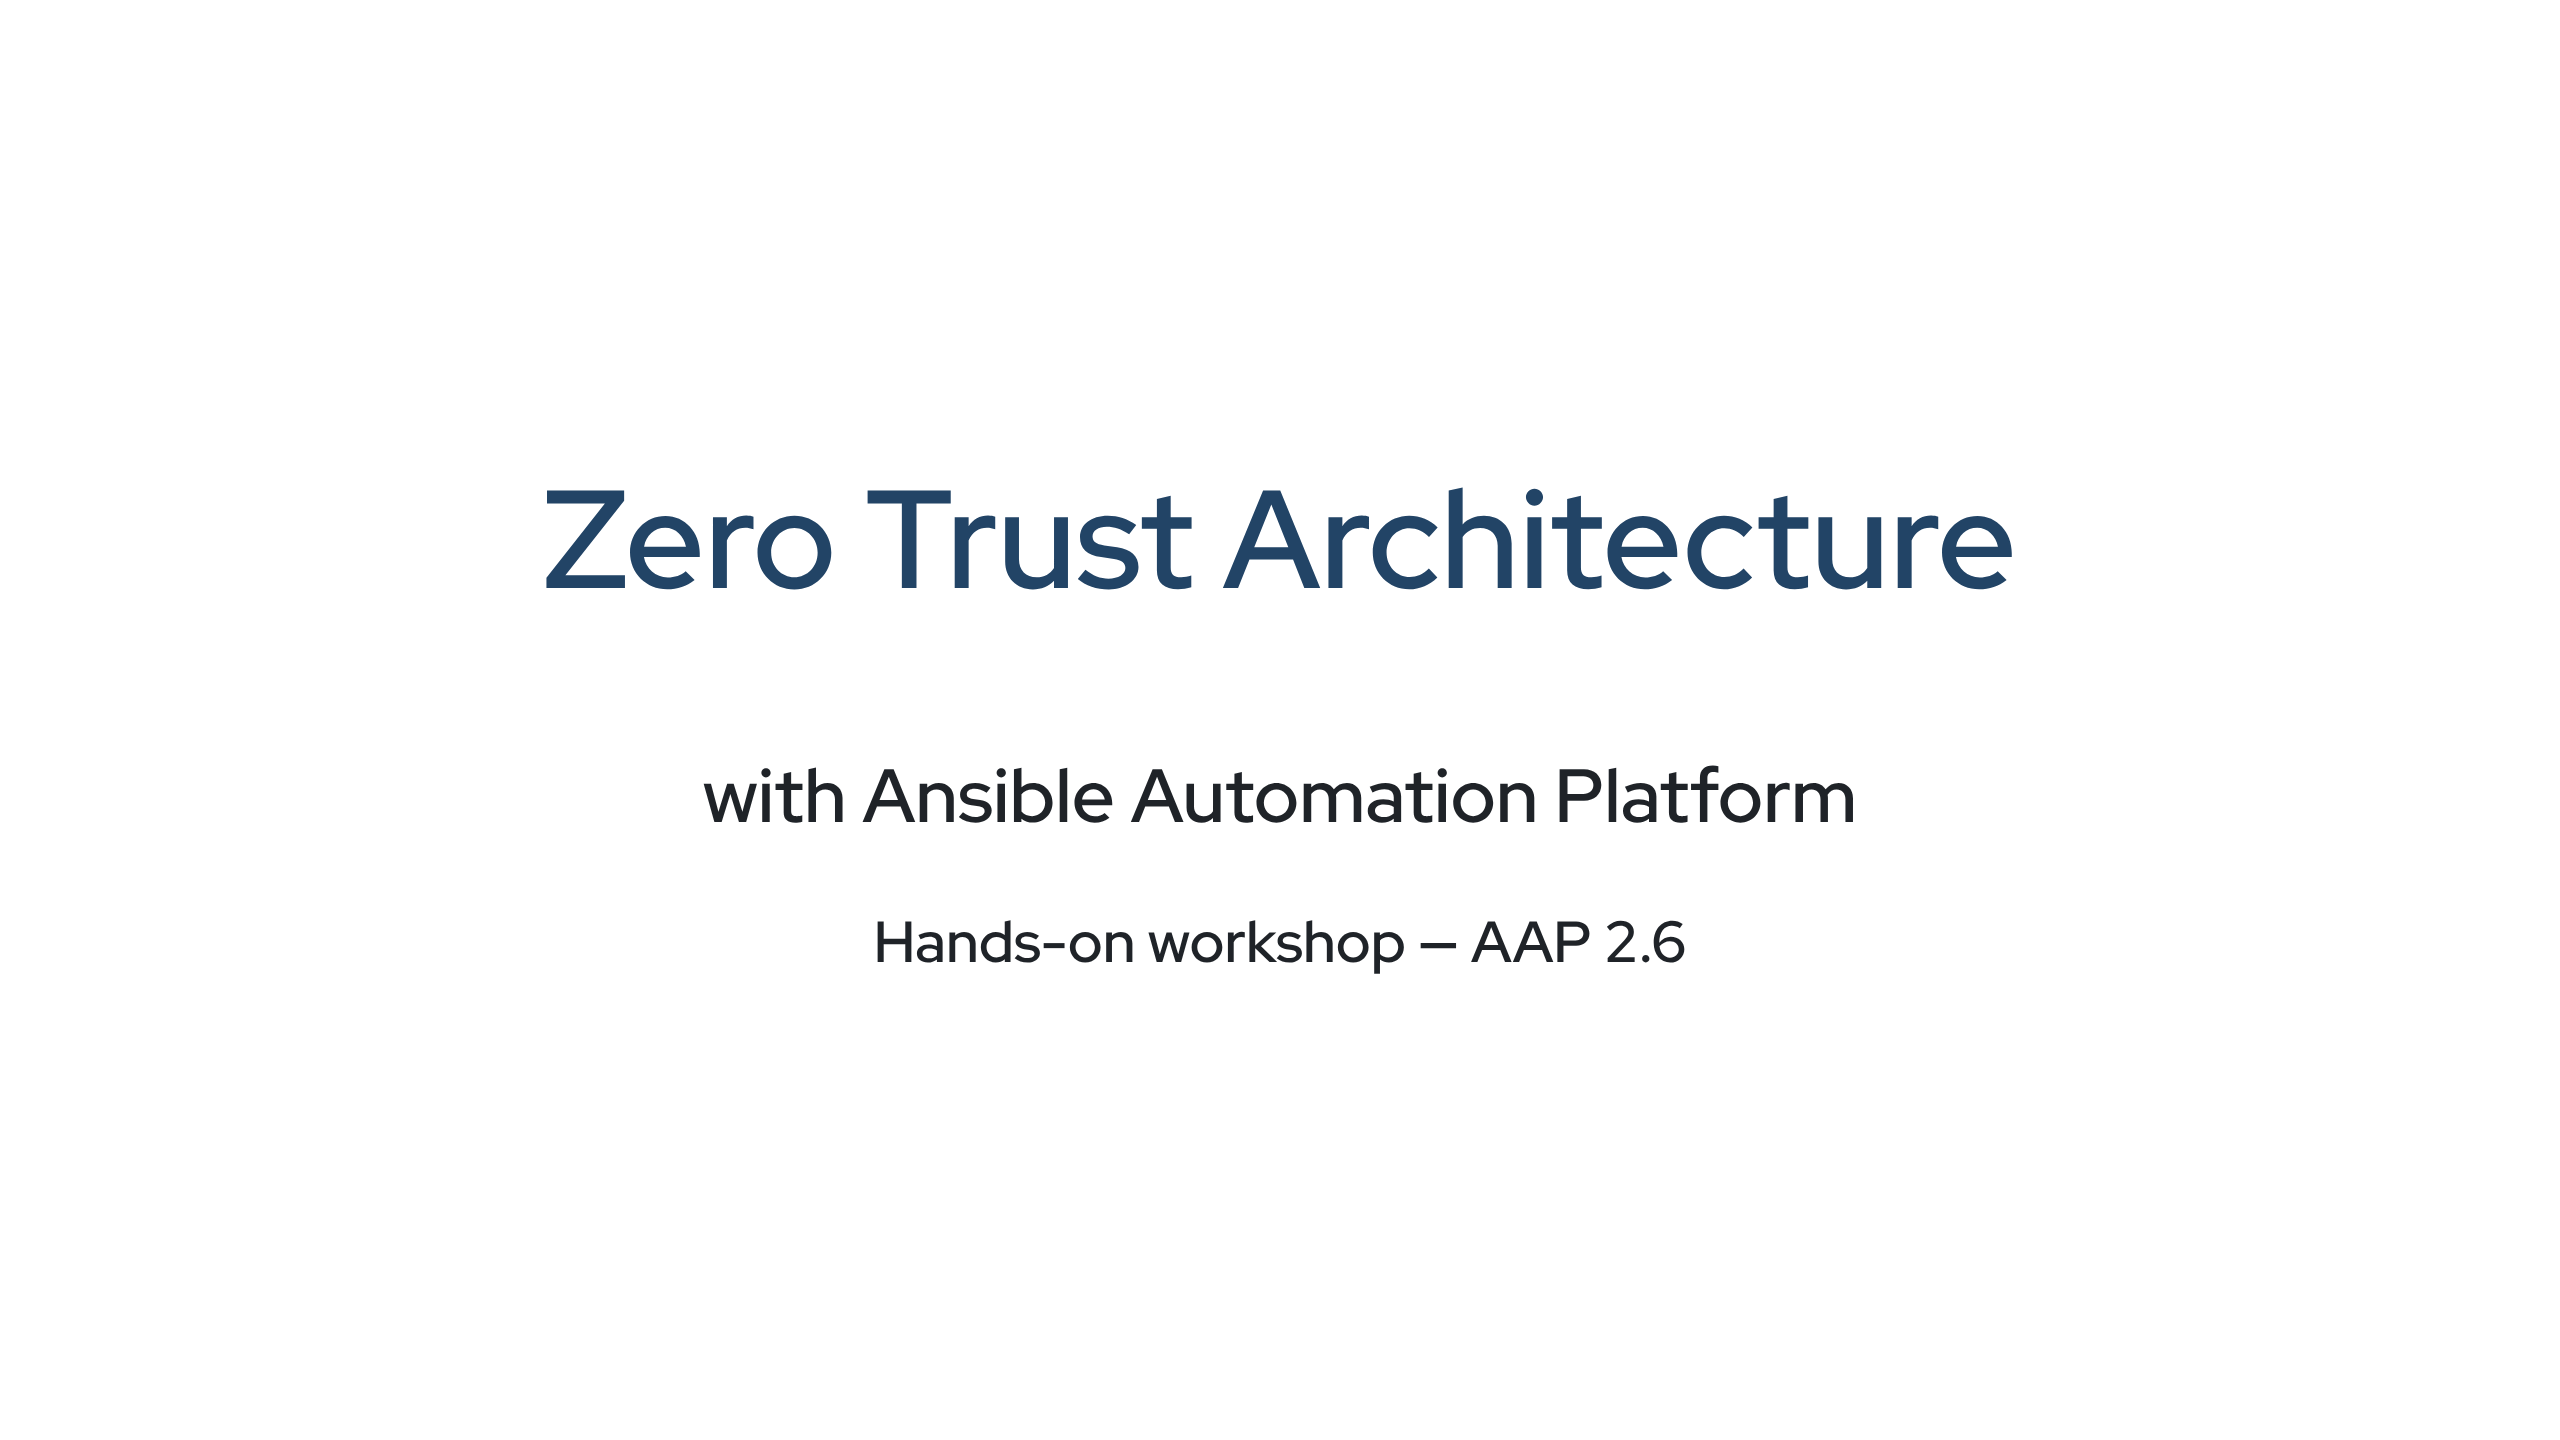 Zero Trust Architecture
with Ansible Automation Platform
Hands-on workshop — AAP 2.6